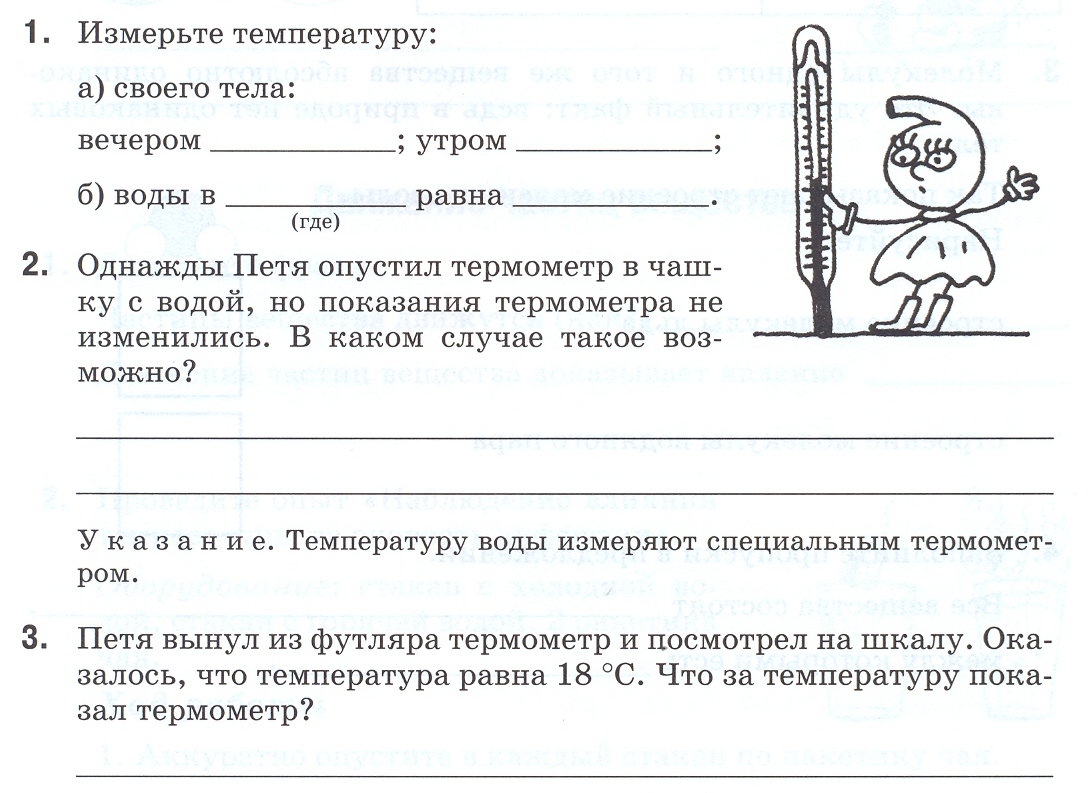 1. Измерьте температуру:
а) своего тела:
вечером ____________; утром ____________;
б) воды в ____________ равна ____________.
(где)
2. Однажды Петя опустил термометр в чаш-
ку с водой, но показания термометра не
изменились. В каком случае такое воз-
можно?
Указание. Температуру воды измеряют специальным термомет-
ром.
3. Петя вынул из футляра термометр и посмотрел на шкалу. Ока-
залось, что температура равна 18 °С. Что за температуру пока-
зал термометр?